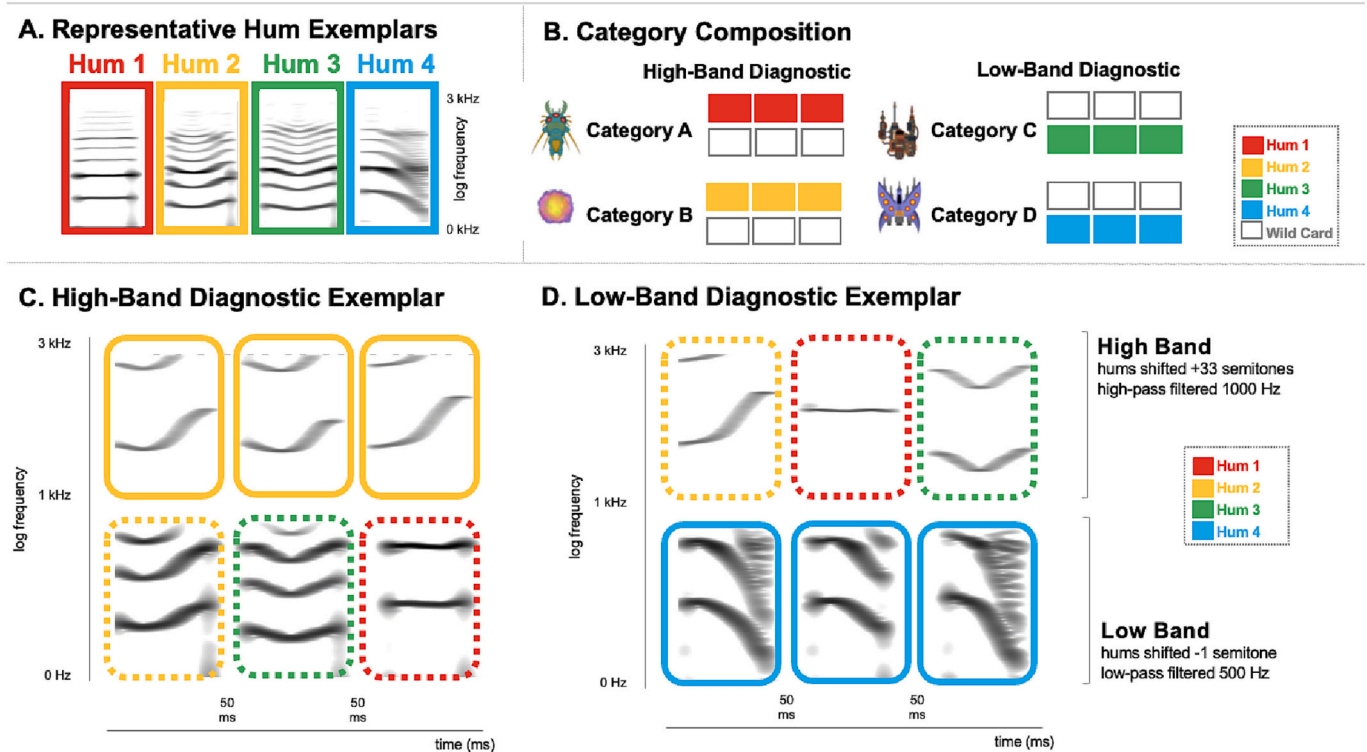 A. Representative Hum Exemplars
Hum 1
Hum 2
Hum 3
Hum 4
3 kHz
log frequency
0 kHz
B. Category Composition
High-Band Diagnostic
Low-Band Diagnostic
Category A
Category C
Category B
Category D
Hum 1
Hum 2
Hum 3
Hum 4
Wild Card
C. High-Band Diagnostic Exemplar
3 kHz
log frequency
1 kHz
0 Hz
50
ms
50
ms
time (ms)
D. Low-Band Diagnostic Exemplar
3 kHz
log frequency
1 kHz
0 Hz
50
ms
50
ms
time (ms)
High Band
hums shifted +33 semitones
high-pass filtered 1000 Hz
Hum 1
Hum 2
Hum 3
Hum 4
Low Band
hums shifted -1 semitone
low-pass filtered 500 Hz